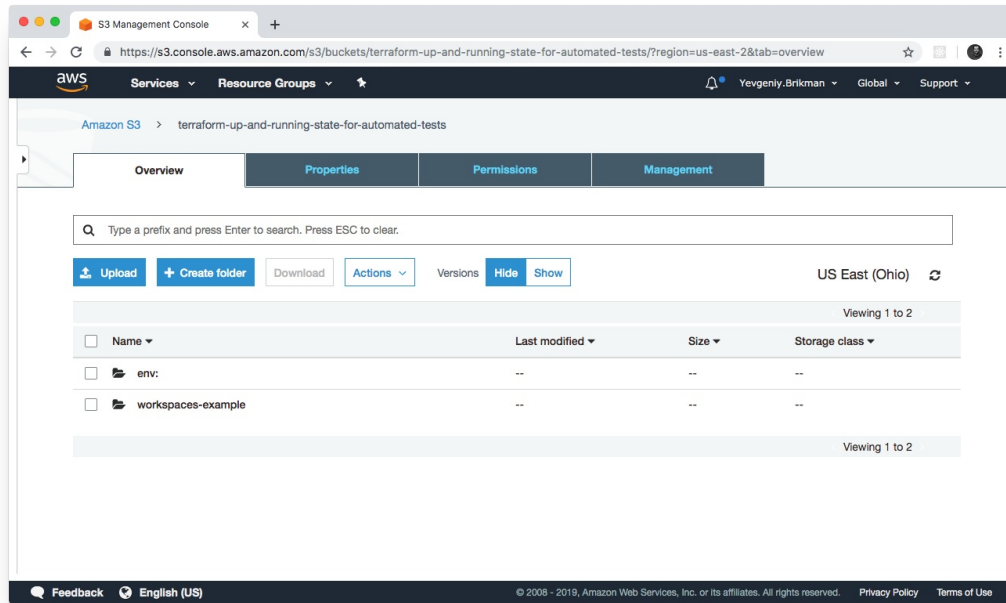 S3 Management Console
https://s3.console.aws.amazon.com/s3/buckets/terraform-up-and-running-state-for-automated-tests/?region=us-east-2&tab=overview
aws Services Resource Groups Yevgeniy.Brikman Global Support
Amazon S3 > terraform-up-and-running-state-for-automated-tests
Overview Properties Permissions Management
Type a prefix and press Enter to search. Press ESC to clear.
Upload + Create folder Download Actions Versions Hide Show US East (Ohio)
Viewing 1 to 2
Name Last modified Size Storage class
env: -- -- --
workspaces-example -- -- --
Viewing 1 to 2
Feedback English (US) © 2008 - 2019, Amazon Web Services, Inc. or its affiliates. All rights reserved. Privacy Policy Terms of Use